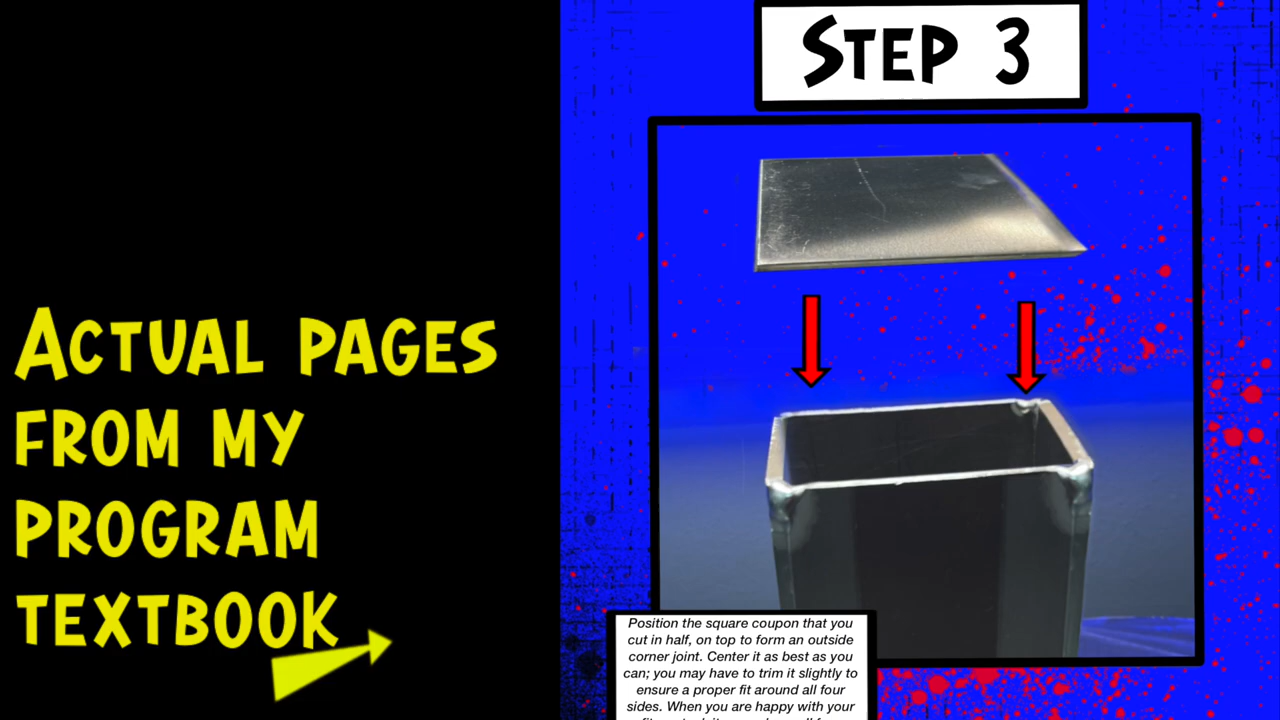 STEP 3
ACTUAL PAGES
FROM MY
PROGRAM
TEXTBOOK
Position the square coupon that you
cut in half, on top to form an outside
corner joint. Center it as best as you
can; you may have to trim it slightly to
ensure a proper fit around all four
sides. When you are happy with your